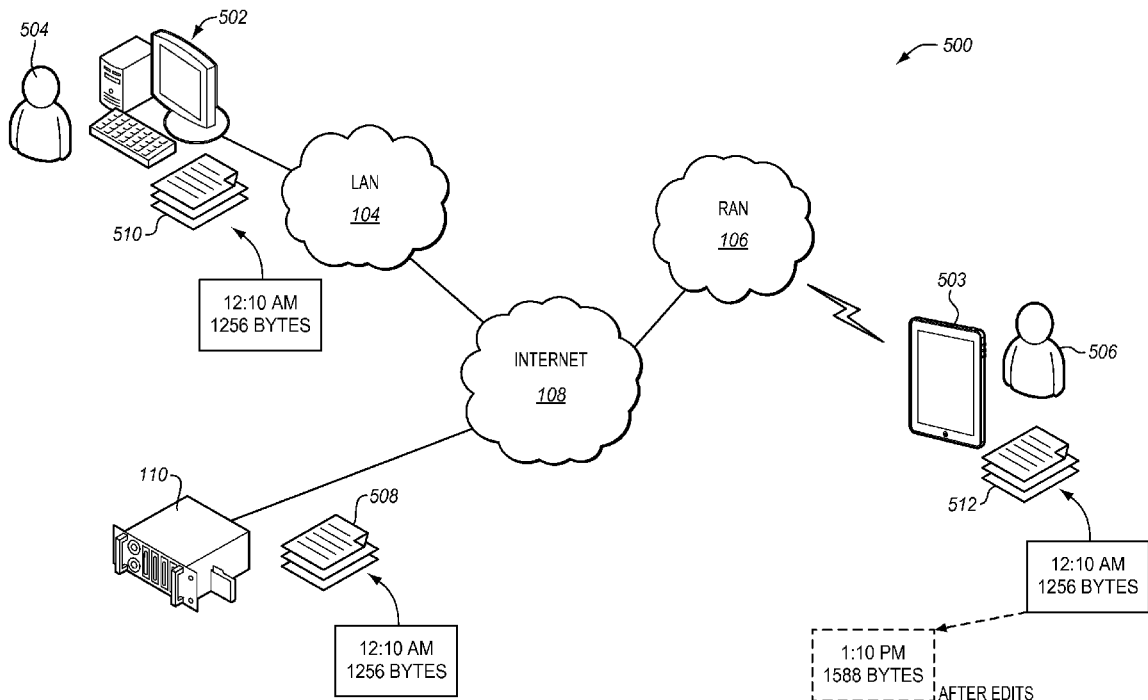 504
502
500
LAN
104
RAN
106
510
12:10 AM
1256 BYTES
503
506
INTERNET
108
110
508
512
12:10 AM
1256 BYTES
12:10 AM
1256 BYTES
1:10 PM
1588 BYTES
AFTER EDITS